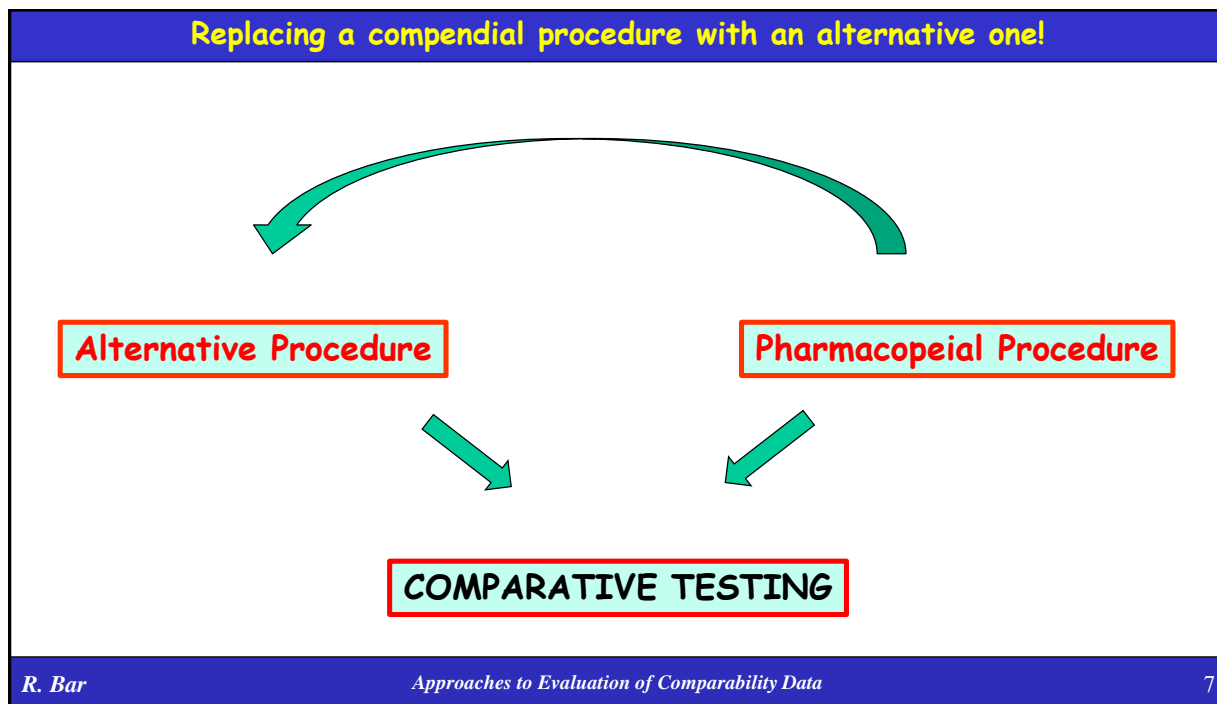 Replacing a compendial procedure with an alternative one!
Alternative Procedure
Pharmacopeial Procedure
COMPARATIVE TESTING
R. Bar
Approaches to Evaluation of Comparability Data
7